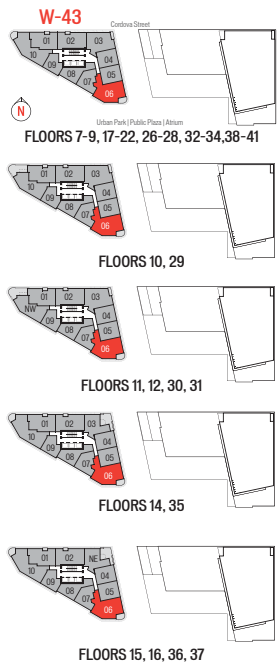 W-43
Cordova Street
01 02 03
10 04
09 05
08 07
06
N
Urban Park | Public Plaza | Atrium
FLOORS 7-9, 17-22, 26-28, 32-34,38-41
01 02 03
10 04
09 05
08 07
06
FLOORS 10, 29
01 02 03
NW 04
09 05
08 07
06
FLOORS 11, 12, 30, 31
01 02 03
10 04
09 05
08 07
06
FLOORS 14, 35
01 02 NE
10 04
09 05
08 07
06
FLOORS 15, 16, 36, 37